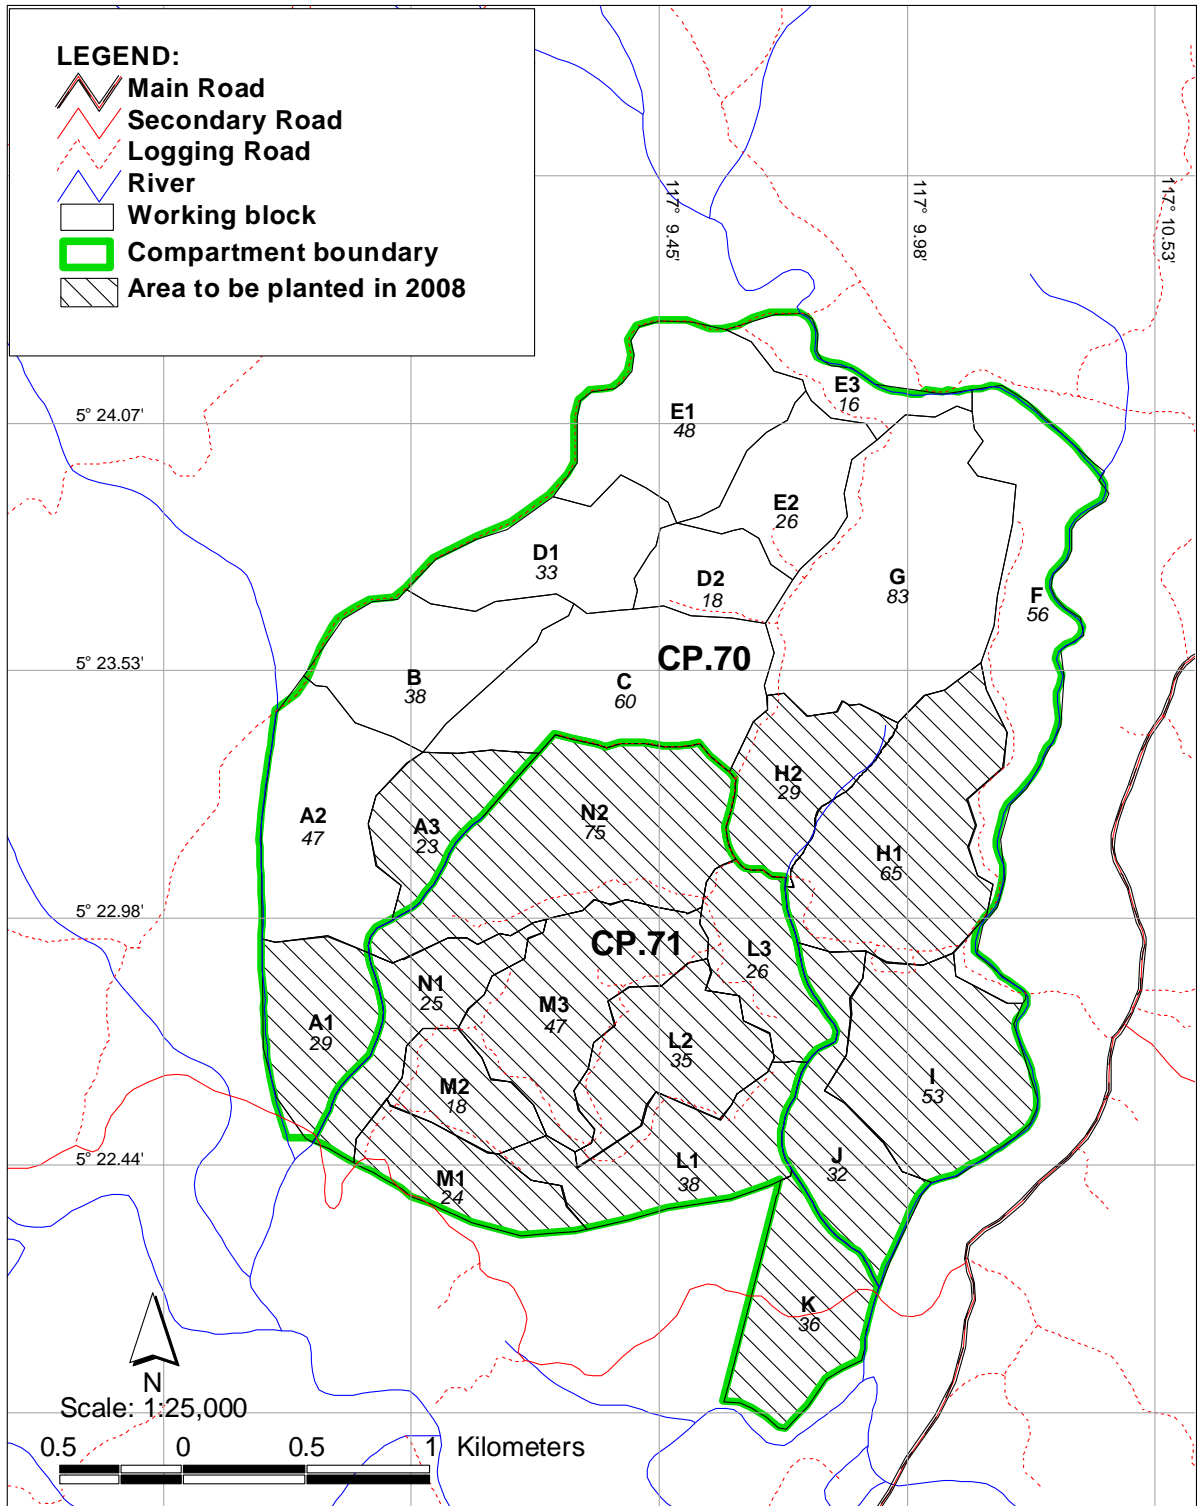 LEGEND:
Main Road
Secondary Road
Logging Road
River
Working block
Compartment boundary
Area to be planted in 2008
117° 9.45'
117° 9.98'
117° 10.53'
5° 24.07'
5° 23.53'
5° 22.98'
5° 22.44'
E3
16
E1
48
E2
26
D1
33
D2
18
G
83
F
56
CP.70
B
38
C
60
H2
29
A2
47
A3
23
N2
75
H1
65
CP.71
L3
26
N1
25
M3
47
A1
29
L2
35
M2
18
I
53
J
32
L1
38
M1
24
K
36
N
Scale: 1:25,000
0.5 0 0.5 1 Kilometers